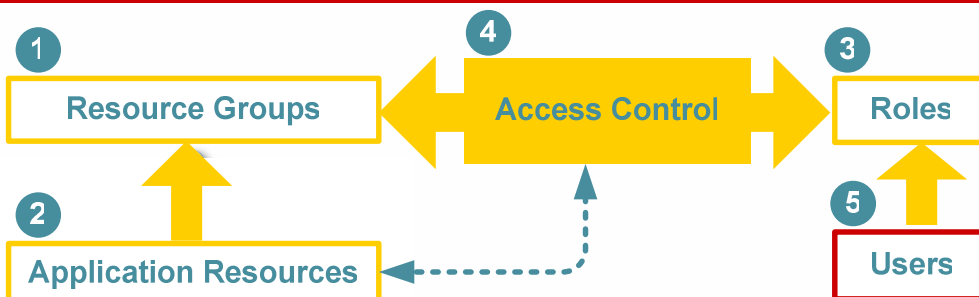 1
4
3
Resource Groups
Access Control
Roles
2
5
Application Resources
Users